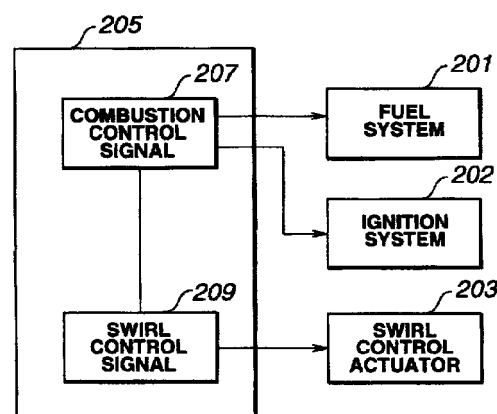 205
207
COMBUSTION
CONTROL
SIGNAL
201
FUEL
SYSTEM
202
IGNITION
SYSTEM
209
SWIRL
CONTROL
SIGNAL
203
SWIRL
CONTROL
ACTUATOR